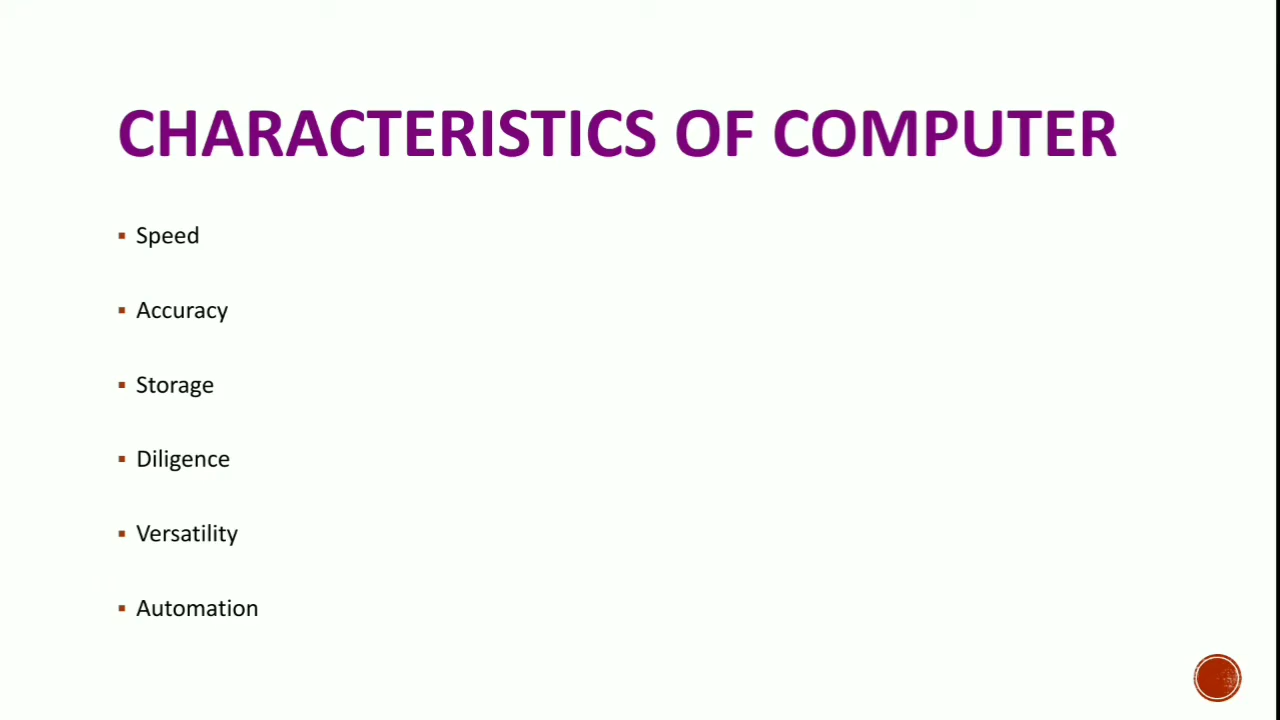 CHARACTERISTICS OF COMPUTER
▪ Speed
▪ Accuracy
▪ Storage
▪ Diligence
▪ Versatility
▪ Automation